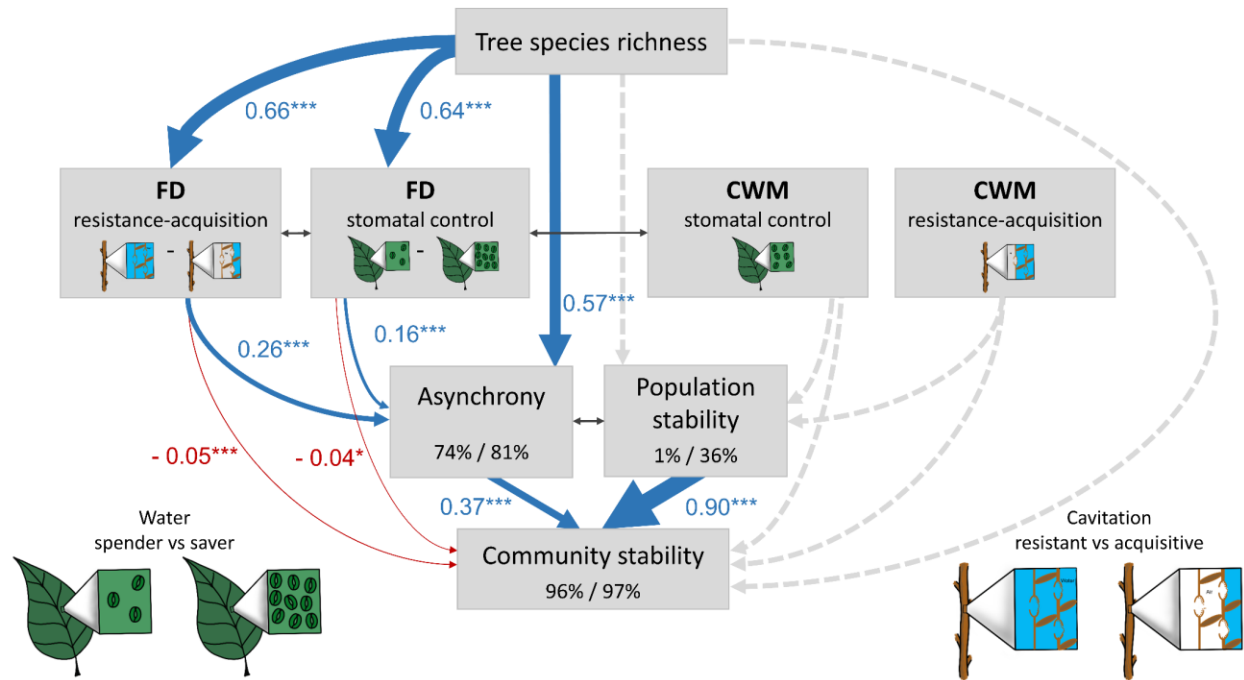 Tree species richness
0.66***
0.64***
FD
resistance-acquisition
-
FD
stomatal control
-
CWM
stomatal control
CWM
resistance-acquisition
0.57***
0.26***
0.16***
Asynchrony
74% / 81%
Population
stability
1% / 36%
- 0.05***
- 0.04*
0.37***
0.90***
Water
spender vs saver
Community stability
96% / 97%
Cavitation
resistant vs acquisitive
Air